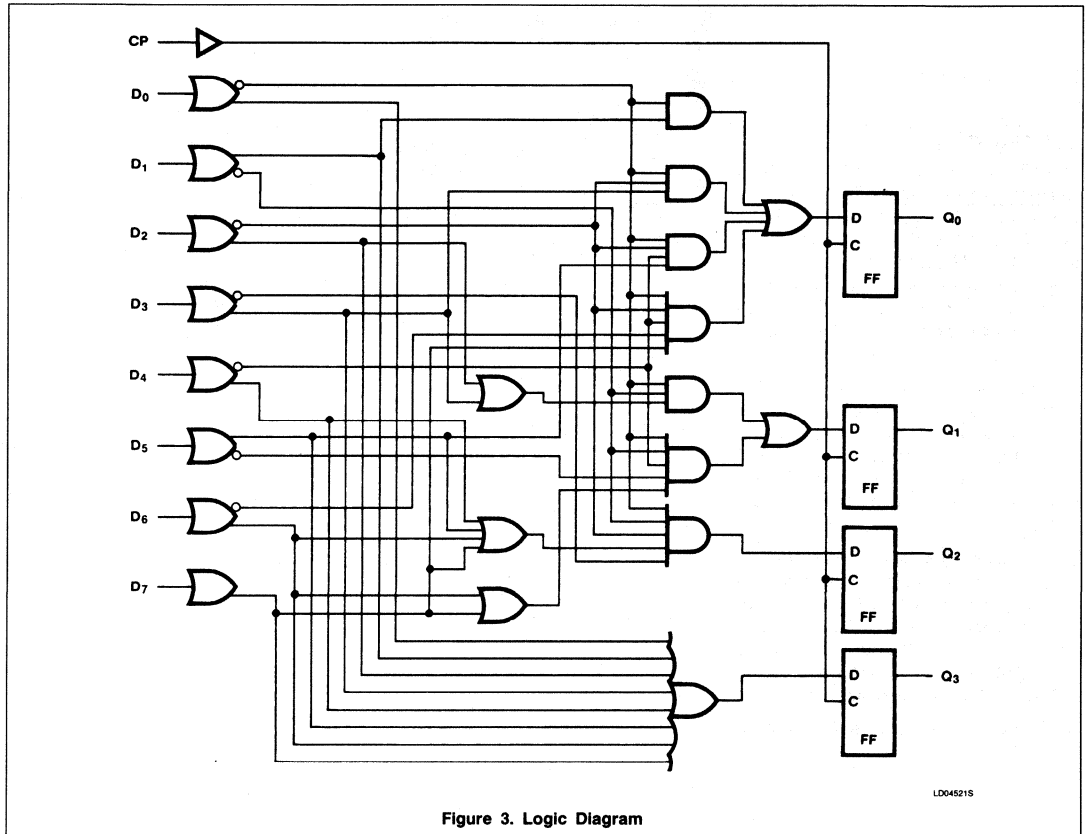 CP
D0
D1
D2
D3
D4
D5
D6
D7
D
C
FF
Q0
D
C
FF
Q1
D
C
FF
Q2
D
C
FF
Q3
LD04521S
Figure 3. Logic Diagram